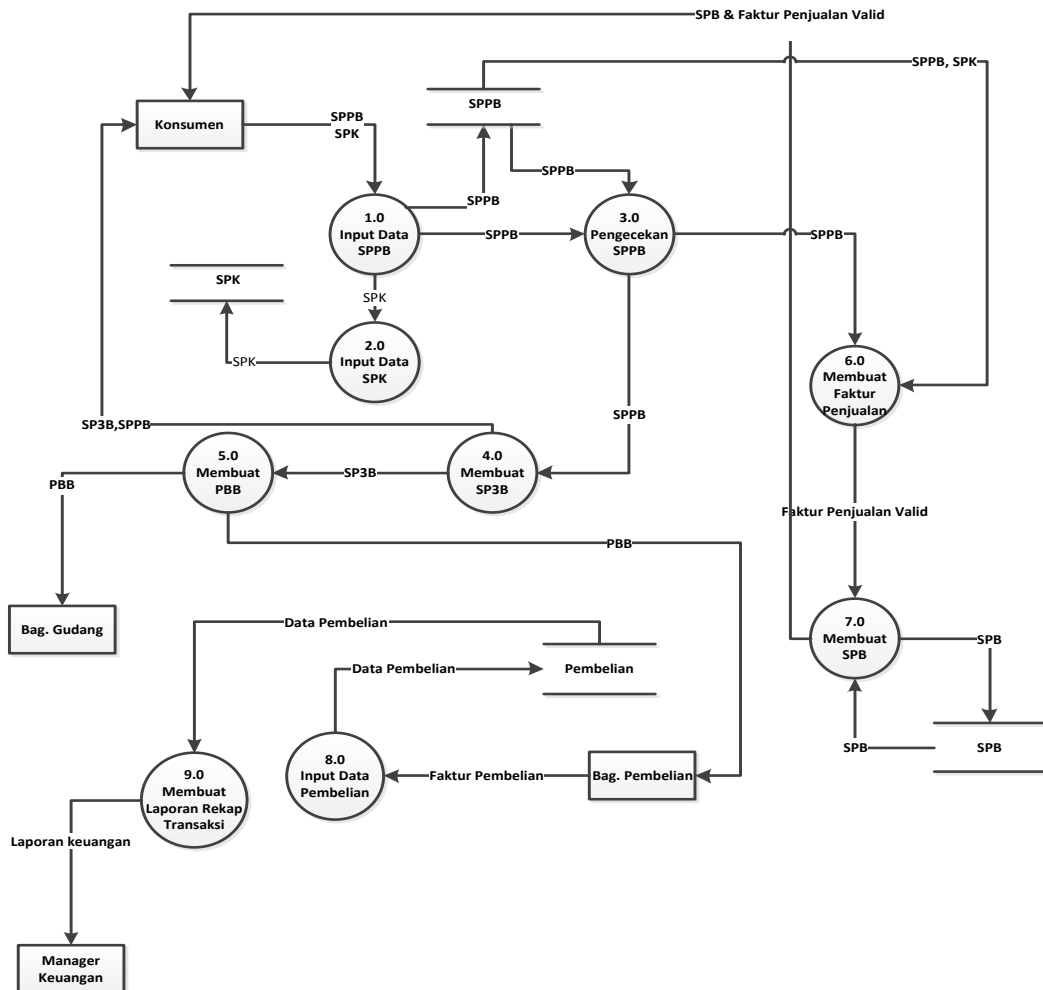 SPB & Faktur Penjualan Valid
SPPB, SPK
SPPB
Konsumen
SPPB
SPK
SPPB
SPPB
1.0
Input Data
SPPB
SPPB
3.0
Pengecekan
SPPB
SPPB
SPK
SPK
2.0
Input Data
SPK
SPK
6.0
Membuat
Faktur
Penjualan
SPPB
SP3B,SPPB
5.0
Membuat
PBB
SP3B
4.0
Membuat
SP3B
PBB
Faktur Penjualan Valid
PBB
Bag. Gudang
Data Pembelian
7.0
Membuat
SPB
SPB
Data Pembelian
Pembelian
SPB
SPB
9.0
Membuat
Laporan Rekap
Transaksi
8.0
Input Data
Pembelian
Faktur Pembelian
Bag. Pembelian
Laporan keuangan
Manager
Keuangan